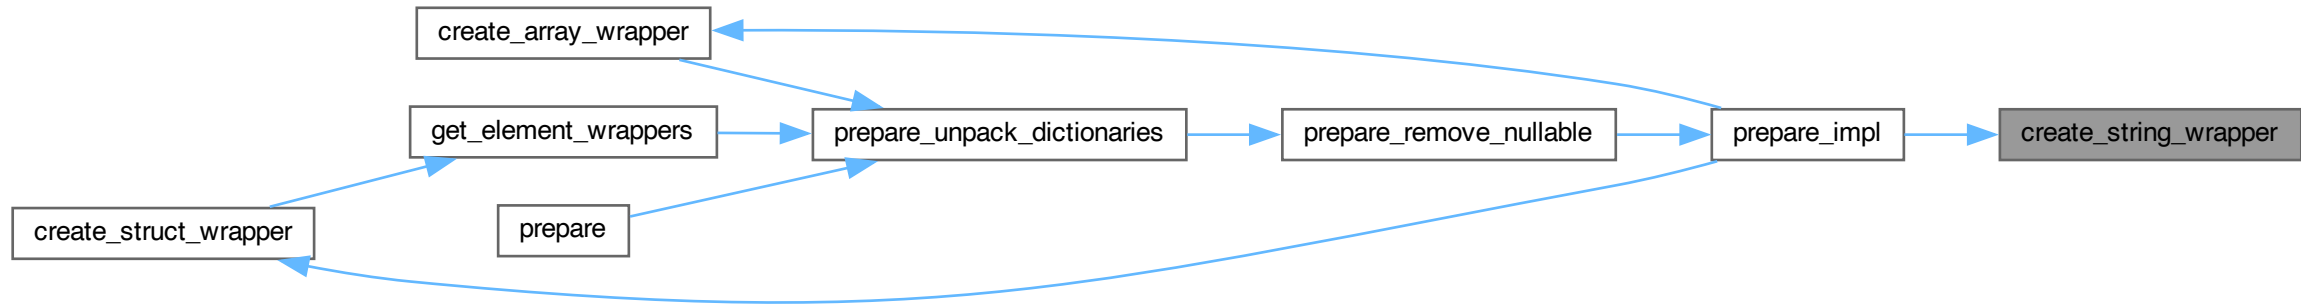 create_array_wrapper
get_element_wrappers
prepare_unpack_dictionaries
prepare_remove_nullable
prepare_impl
create_string_wrapper
create_struct_wrapper
prepare